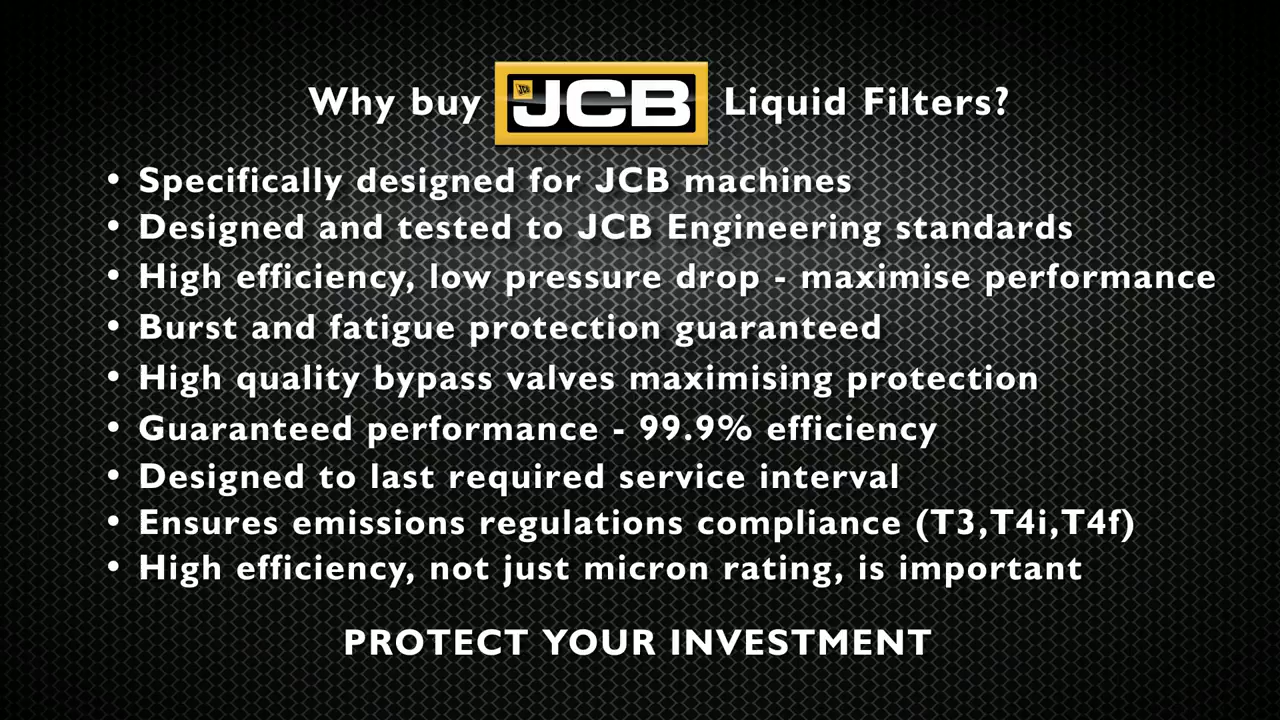 Why buy JCB Liquid Filters?
• Specifically designed for JCB machines
• Designed and tested to JCB Engineering standards
• High efficiency, low pressure drop - maximise performance
• Burst and fatigue protection guaranteed
• High quality bypass valves maximising protection
• Guaranteed performance - 99.9% efficiency
• Designed to last required service interval
• Ensures emissions regulations compliance (T3,T4i,T4f)
• High efficiency, not just micron rating, is important
PROTECT YOUR INVESTMENT